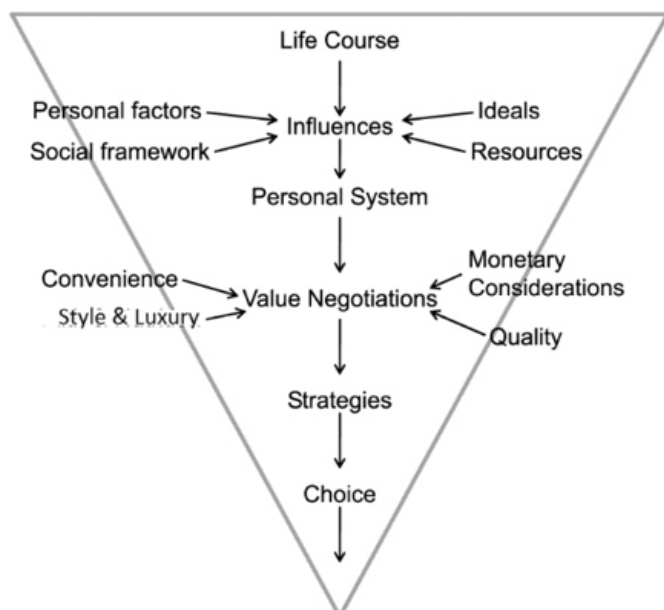 Life Course
Personal factors
Ideals
Influences
Social framework
Resources
Personal System
Convenience
Monetary
Considerations
Value Negotiations
Style & Luxury
Quality
Strategies
Choice